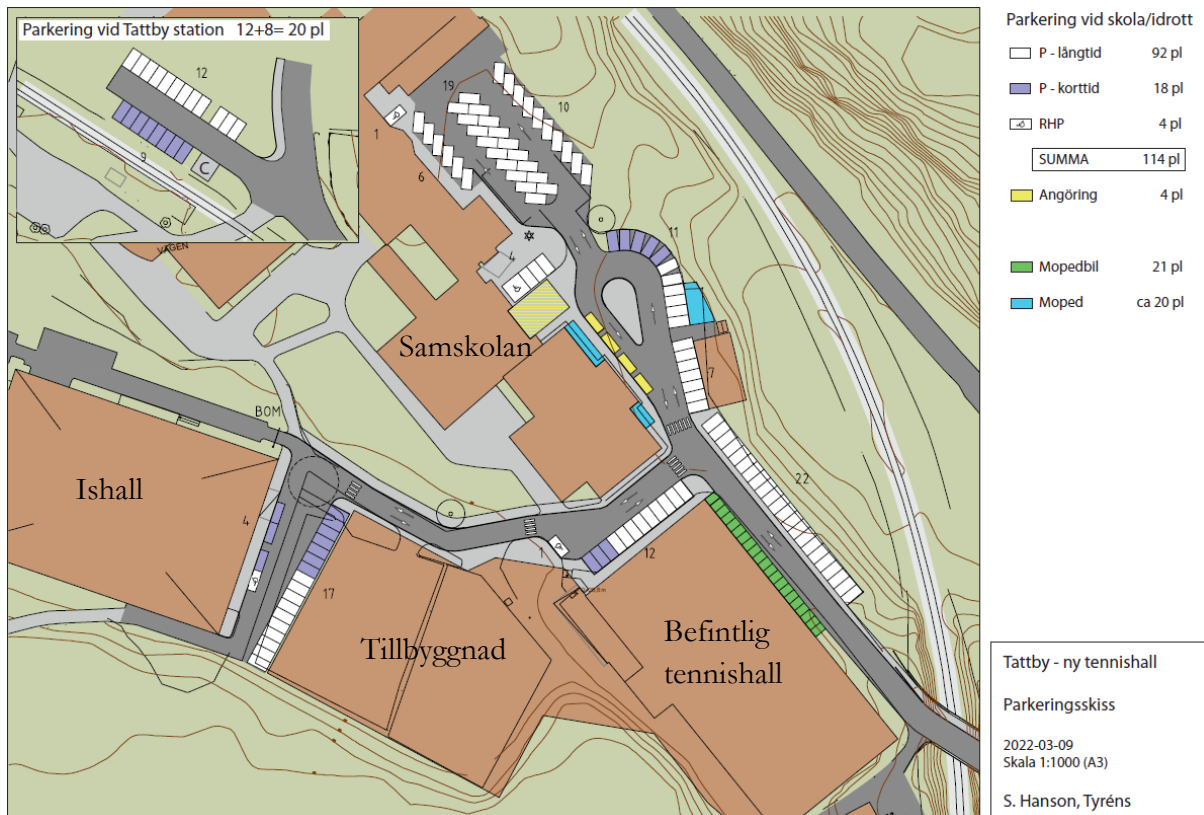 Parkering vid Tattby station 12+8= 20 pl
12
9
C
VÄGEN
19
10
1
6
4
11
7
Samskolan
BOM
Ishall
4
17
22
1
12
Tillbyggnad
Befintlig
tennishall
Parkering vid skola/idrott
P - långtid 92 pl
P - korttid 18 pl
RHP 4 pl
SUMMA 114 pl
Angöring 4 pl
Mopedbil 21 pl
Moped ca 20 pl
Tattby - ny tennishall
Parkeringsskiss
2022-03-09
Skala 1:1000 (A3)
S. Hanson, Tyréns